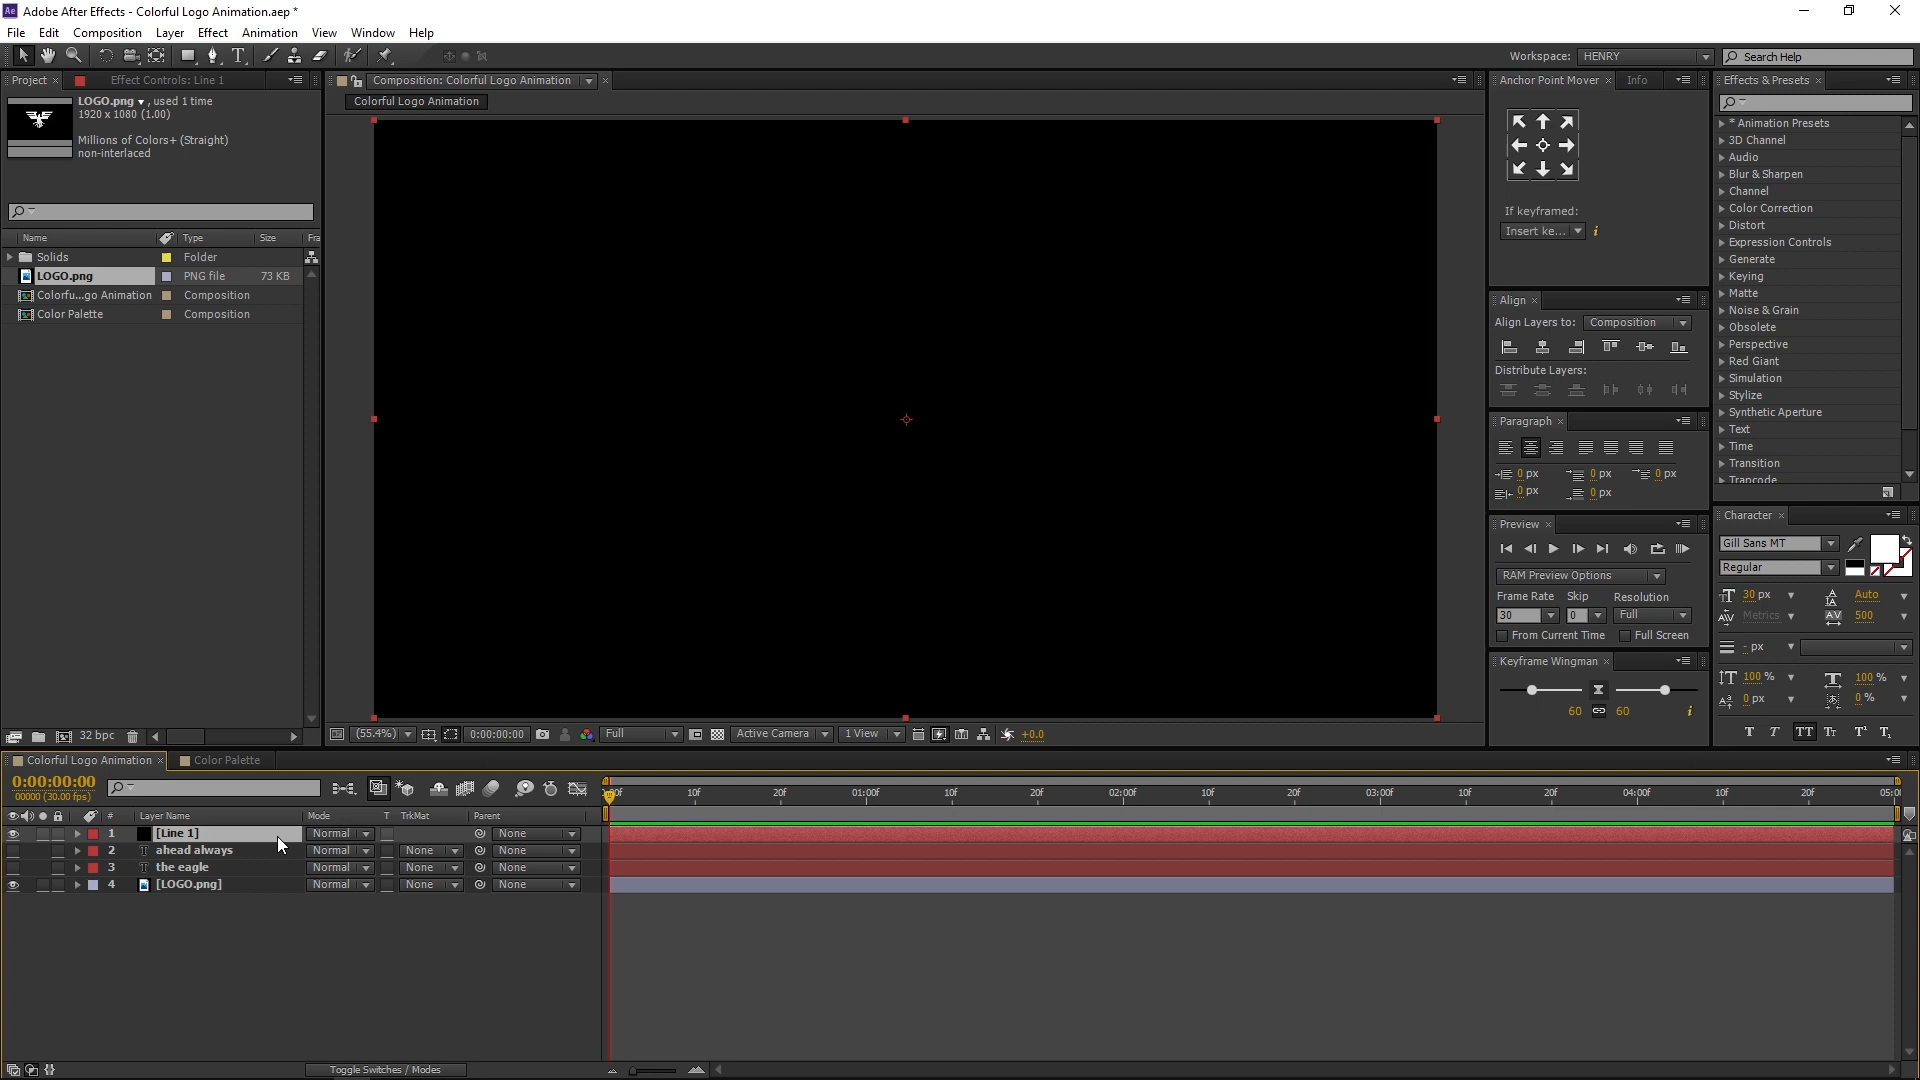 Adobe After Effects - Colorful Logo Animation.aep *
File Edit Composition Layer Effect Animation View Window Help
Workspace: HENRY Search Help
Project Effect Controls: Line 1
Composition: Colorful Logo Animation
Anchor Point Mover Info
Effects & Presets
LOGO.png , used 1 time
1920 x 1080 (1.00)
Millions of Colors+ (Straight)
non-interlaced
Colorful Logo Animation
Name Type Size Fra
Solids Folder
LOGO.png PNG file 73 KB
Colorfu...go Animation Composition
Color Palette Composition
32 bpc
(55.4%) 0:00:00:00 Full Active Camera 1 View +0.0
If keyframed:
Insert ke...
Align
Align Layers to: Composition
Distribute Layers:
Paragraph
0 px 0 px 0 px
0 px 0 px
Preview
RAM Preview Options
Frame Rate Skip Resolution
30 0 Full
From Current Time Full Screen
Keyframe Wingman
60 60
* Animation Presets
3D Channel
Audio
Blur & Sharpen
Channel
Color Correction
Distort
Expression Controls
Generate
Keying
Matte
Noise & Grain
Obsolete
Perspective
Red Giant
Simulation
Stylize
Synthetic Aperture
Text
Time
Transition
Trapcode
Character
Gill Sans MT
Regular
30 px Auto
Metrics 500
- px
100 % 100 %
0 px 0 %
T T TT Tt T¹ T₁
Colorful Logo Animation Color Palette
0:00:00:00
00000 (30.00 fps)
10f 20f 01:00f 10f 20f 02:00f 10f 20f 03:00f 10f 20f 04:00f 10f 20f 05:0
# Layer Name Mode T TrkMat Parent
1 [Line 1] Normal None
2 ahead always Normal None None
3 the eagle Normal None None
4 [LOGO.png] Normal None None
Toggle Switches / Modes